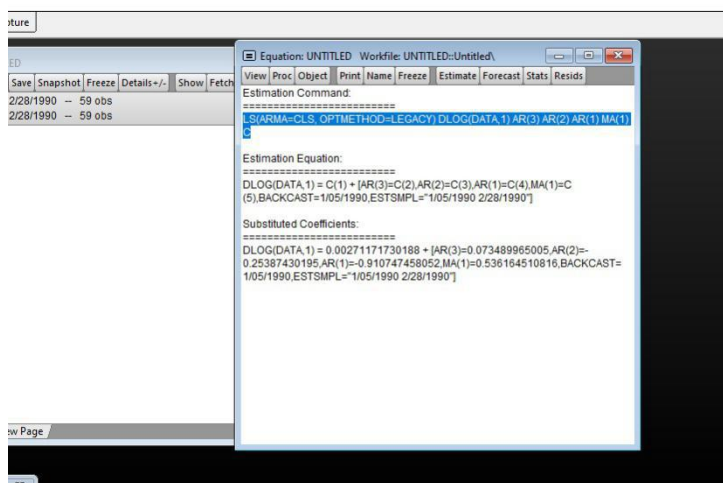 pture
Equation: UNTITLED Workfile: UNTITLED::Untitled\
ED
View Proc Object Print Name Freeze Estimate Forecast Stats Resids
Save Snapshot Freeze Details+/- Show Fetch
2/28/1990 -- 59 obs
2/28/1990 -- 59 obs
Estimation Command:
=========================
LS(ARMA=CLS, OPTMETHOD=LEGACY) DLOG(DATA,1) AR(3) AR(2) AR(1) MA(1)
C
Estimation Equation:
=========================
DLOG(DATA,1) = C(1) + [AR(3)=C(2),AR(2)=C(3),AR(1)=C(4),MA(1)=C
(5),BACKCAST=1/05/1990,ESTSMPL="1/05/1990 2/28/1990"]
Substituted Coefficients:
=========================
DLOG(DATA,1) = 0.00271171730188 + [AR(3)=0.073489965005,AR(2)=-
0.25387430195,AR(1)=-0.910747458052,MA(1)=0.536164510816,BACKCAST=
1/05/1990,ESTSMPL="1/05/1990 2/28/1990"]
ew Page